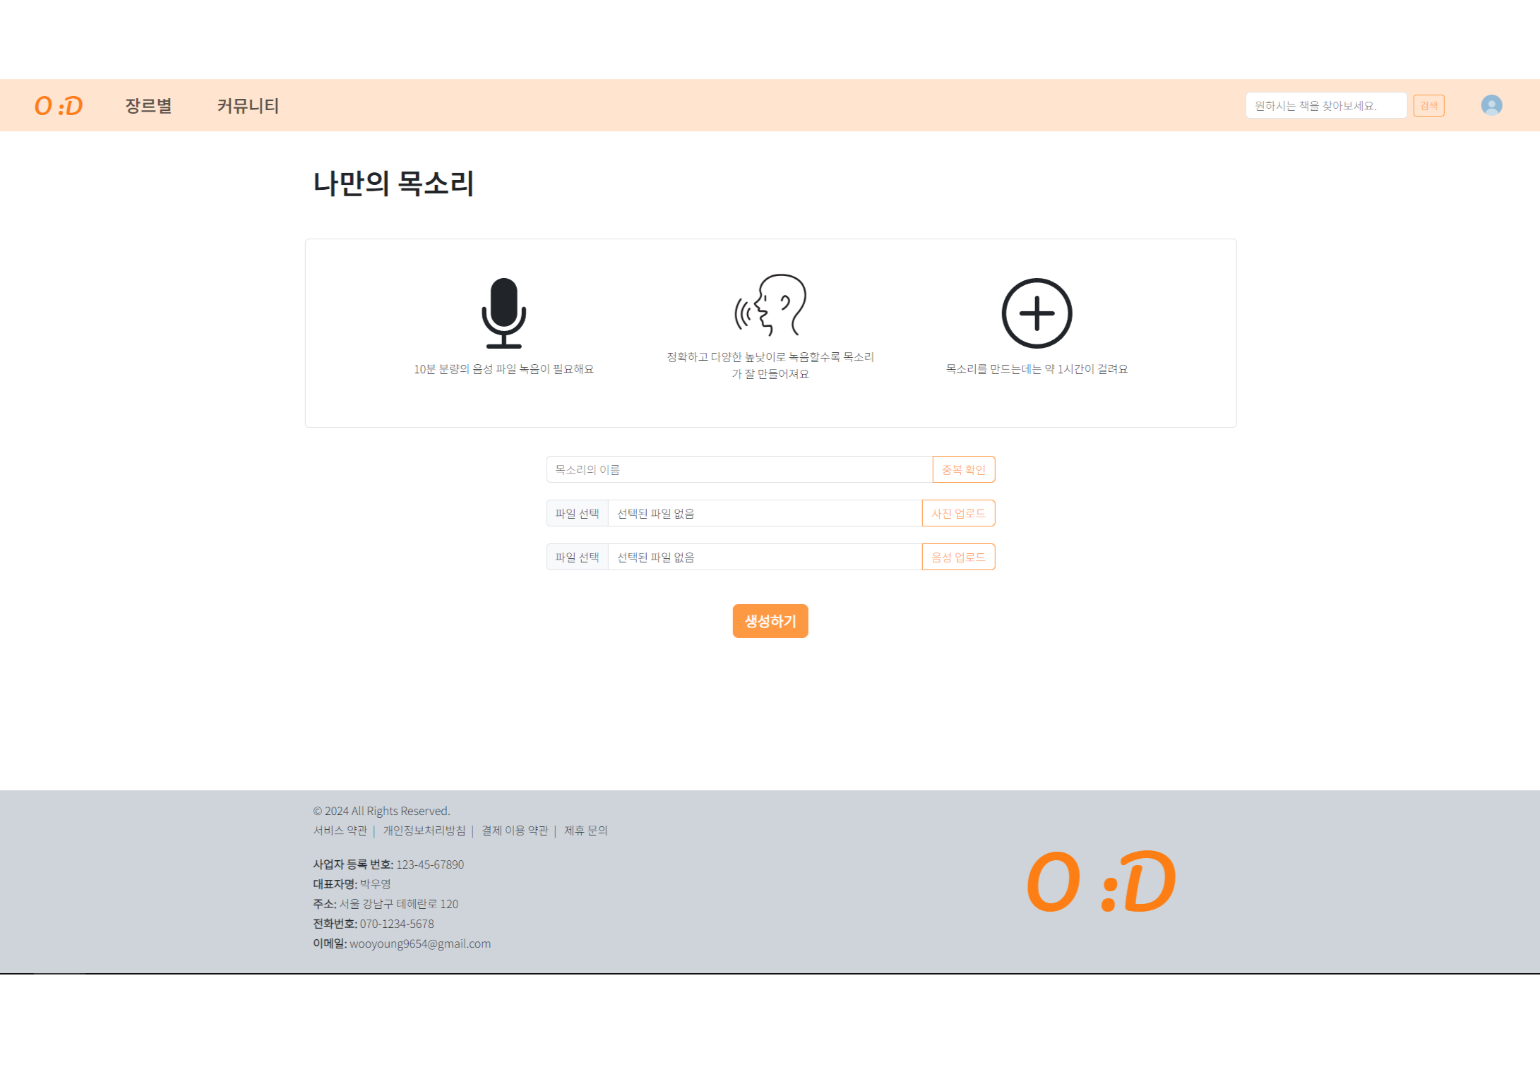 O :D
장르별
커뮤니티
원하시는 책을 찾아보세요.
검색
나만의 목소리
10분 분량의 음성 파일 녹음이 필요해요
정확하고 다양한 높낮이로 녹음할수록 목소리
가 잘 만들어져요
목소리를 만드는데는 약 1시간이 걸려요
목소리의 이름
중복 확인
파일 선택
선택된 파일 없음
사진 업로드
파일 선택
선택된 파일 없음
음성 업로드
생성하기
© 2024 All Rights Reserved.
서비스 약관 | 개인정보처리방침 | 결제 이용 약관 | 제휴 문의
사업자 등록 번호: 123-45-67890
대표자명: 박우영
주소: 서울 강남구 테헤란로 120
전화번호: 070-1234-5678
이메일: wooyoung9654@gmail.com
O :D